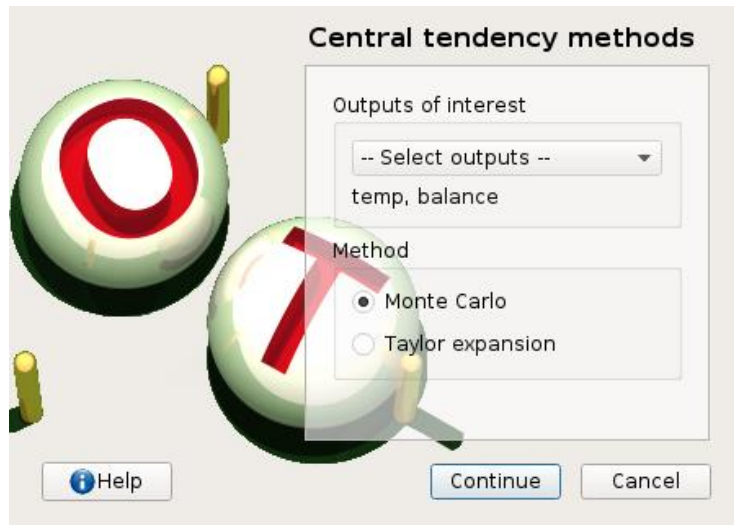 Central tendency methods
Outputs of interest
-- Select outputs --
temp, balance
Method
Monte Carlo
Taylor expansion
O
T
Help
Continue
Cancel